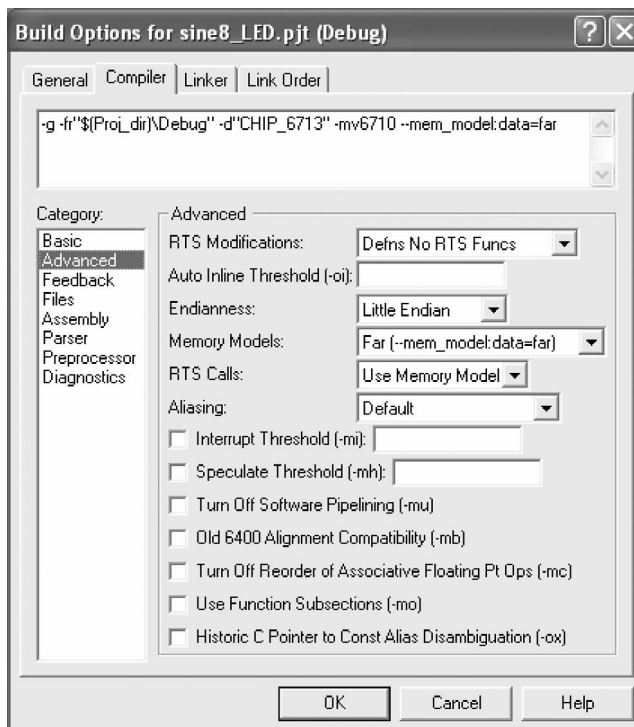 Build Options for sine8_LED.pjt (Debug)
General Compiler Linker Link Order
-g -fr"$(Proj_dir)\Debug" -d"CHIP_6713" -mv6710 --mem_model:data=far
Category:
Basic
Advanced
Feedback
Files
Assembly
Parser
Preprocessor
Diagnostics
Advanced
RTS Modifications: Defns No RTS Funcs
Auto Inline Threshold (-oi):
Endianness: Little Endian
Memory Models: Far (--mem_model:data=far)
RTS Calls: Use Memory Model
Aliasing: Default
Interrupt Threshold (-mi):
Speculate Threshold (-mh):
Turn Off Software Pipelining (-mu)
Old 6400 Alignment Compatibility (-mb)
Turn Off Reorder of Associative Floating Pt Ops (-mc)
Use Function Subsections (-mo)
Historic C Pointer to Const Alias Disambiguation (-ox)
OK Cancel Help